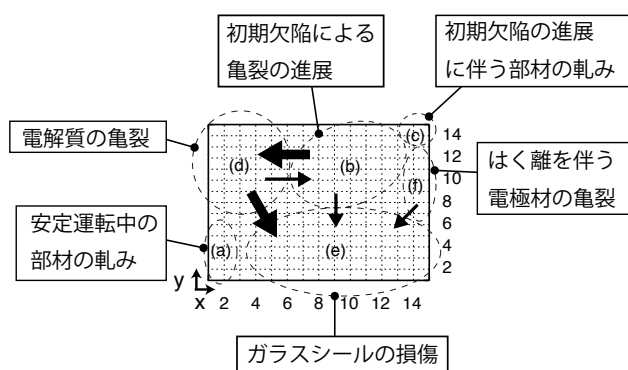 初期欠陥による
亀裂の進展
初期欠陥の進展
に伴う部材の軋み
電解質の亀裂
はく離を伴う
電極材の亀裂
安定運転中の
部材の軋み
(a)
(b)
(c)
(d)
(e)
(f)
14
12
10
8
6
4
2
y
x 2 4 6 8 10 12 14
ガラスシールの損傷